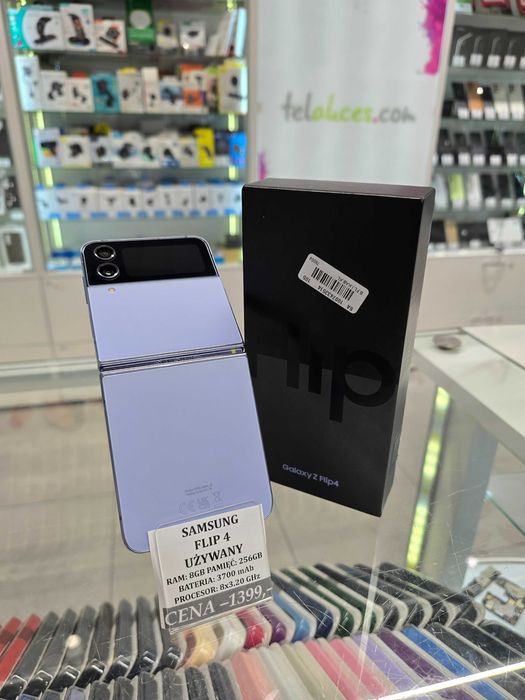 telakces.com
Flip
Galaxy Z Flip4
SAMSUNG
FLIP 4
UŻYWANY
RAM: 8GB PAMIĘĆ: 256GB
BATERIA: 3700 mAh
PROCESOR: 8x3.20 GHz
CENA –1399,-